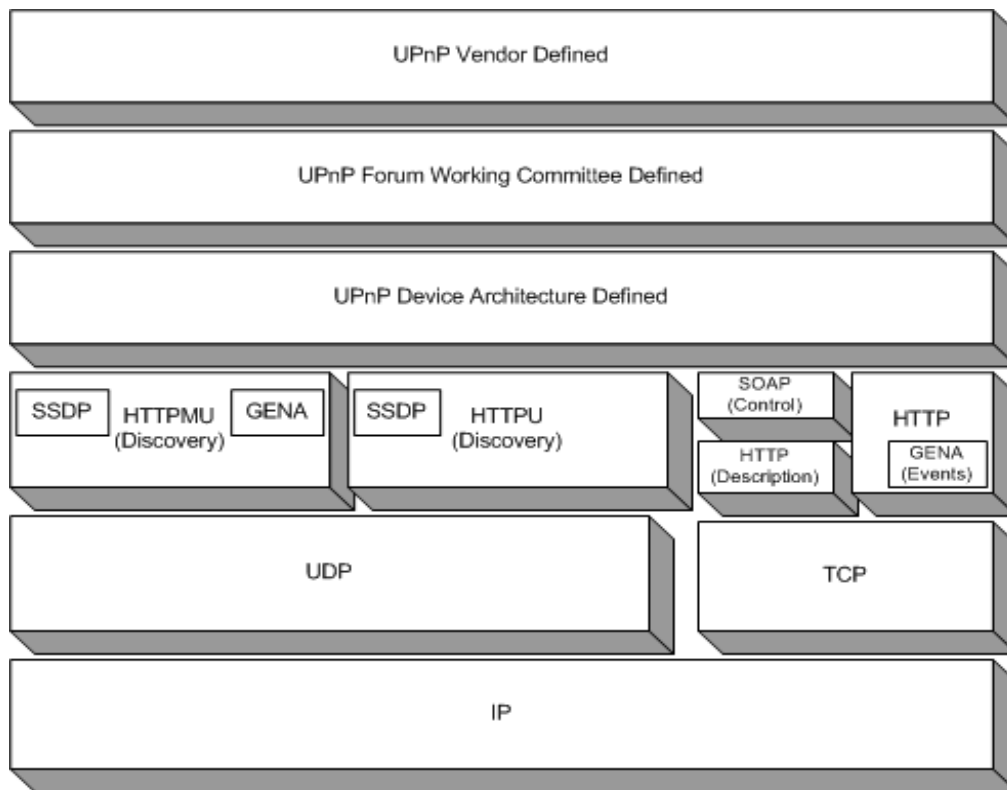 UPnP Vendor Defined
UPnP Forum Working Committee Defined
UPnP Device Architecture Defined
SSDP
HTTPMU
(Discovery)
GENA
SSDP
HTTPU
(Discovery)
SOAP
(Control)
HTTP
(Description)
HTTP
GENA
(Events)
UDP
TCP
IP